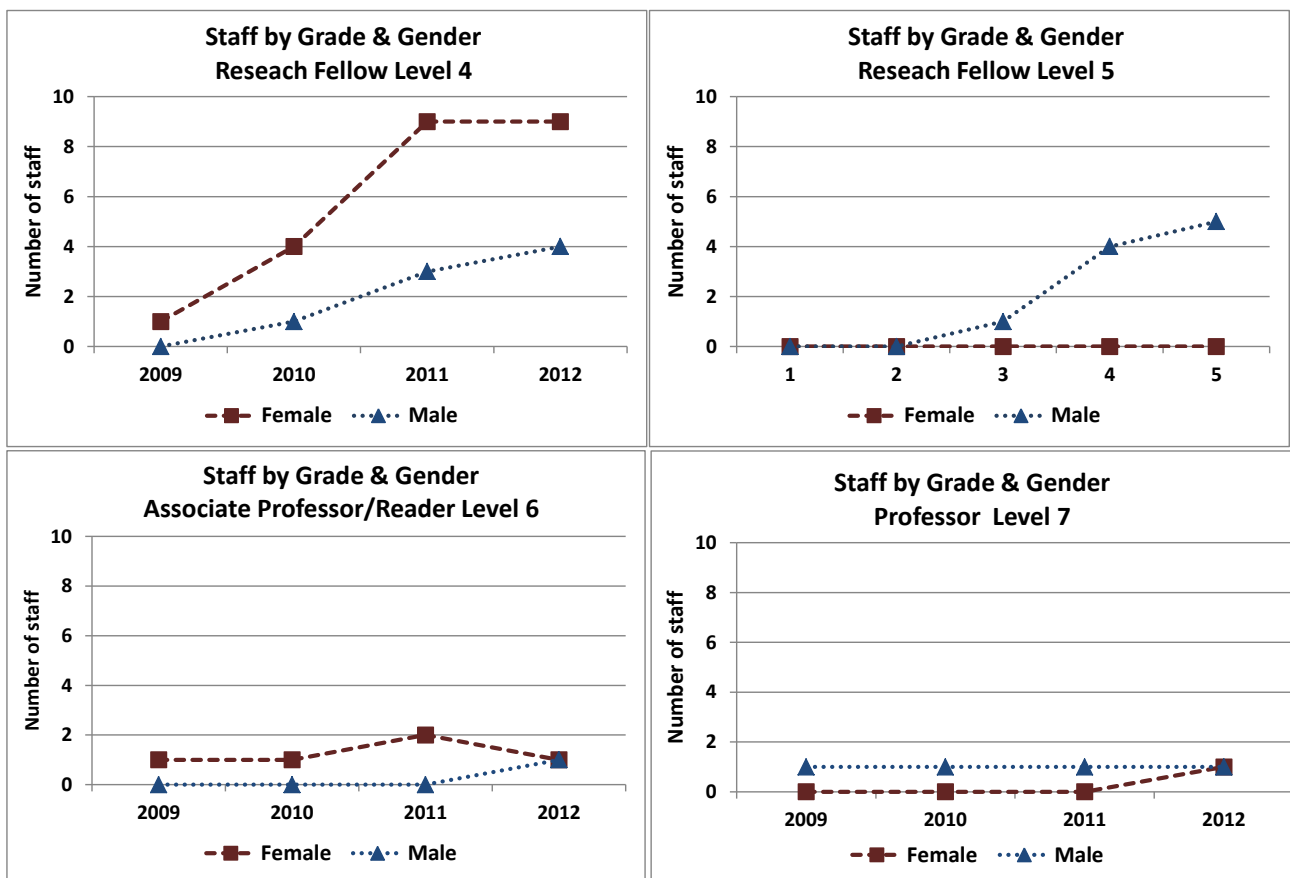 Staff by Grade & Gender
Reseach Fellow Level 4
Number of staff
10
8
6
4
2
0
2009 2010 2011 2012
Female Male
Staff by Grade & Gender
Reseach Fellow Level 5
Number of staff
10
8
6
4
2
0
1 2 3 4 5
Female Male
Staff by Grade & Gender
Associate Professor/Reader Level 6
Number of staff
10
8
6
4
2
0
2009 2010 2011 2012
Female Male
Staff by Grade & Gender
Professor Level 7
Number of staff
10
8
6
4
2
0
2009 2010 2011 2012
Female Male